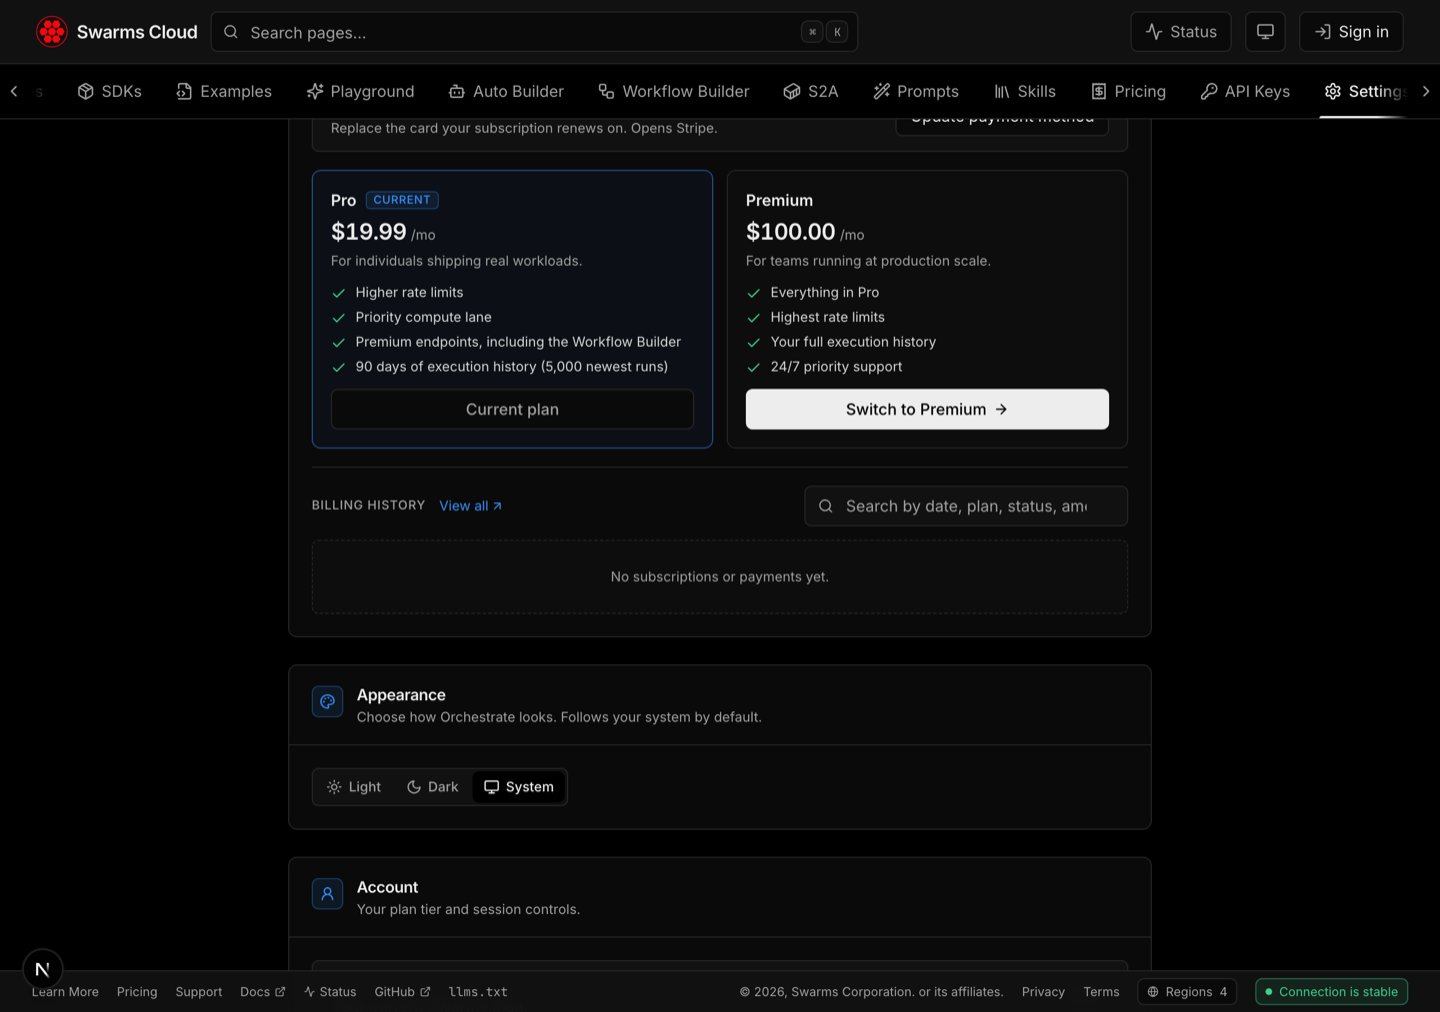 Swarms Cloud
Search pages...
⌘ K
Status
Sign in
SDKs
Examples
Playground
Auto Builder
Workflow Builder
S2A
Prompts
Skills
Pricing
API Keys
Settings
Replace the card your subscription renews on. Opens Stripe.
Update payment method
Pro CURRENT
$19.99 /mo
For individuals shipping real workloads.
Higher rate limits
Priority compute lane
Premium endpoints, including the Workflow Builder
90 days of execution history (5,000 newest runs)
Current plan
Premium
$100.00 /mo
For teams running at production scale.
Everything in Pro
Highest rate limits
Your full execution history
24/7 priority support
Switch to Premium →
BILLING HISTORY View all ↗
Search by date, plan, status, am
No subscriptions or payments yet.
Appearance
Choose how Orchestrate looks. Follows your system by default.
Light
Dark
System
Account
Your plan tier and session controls.
N
Learn More
Pricing
Support
Docs
Status
GitHub
llms.txt
© 2026, Swarms Corporation. or its affiliates.
Privacy
Terms
Regions 4
Connection is stable